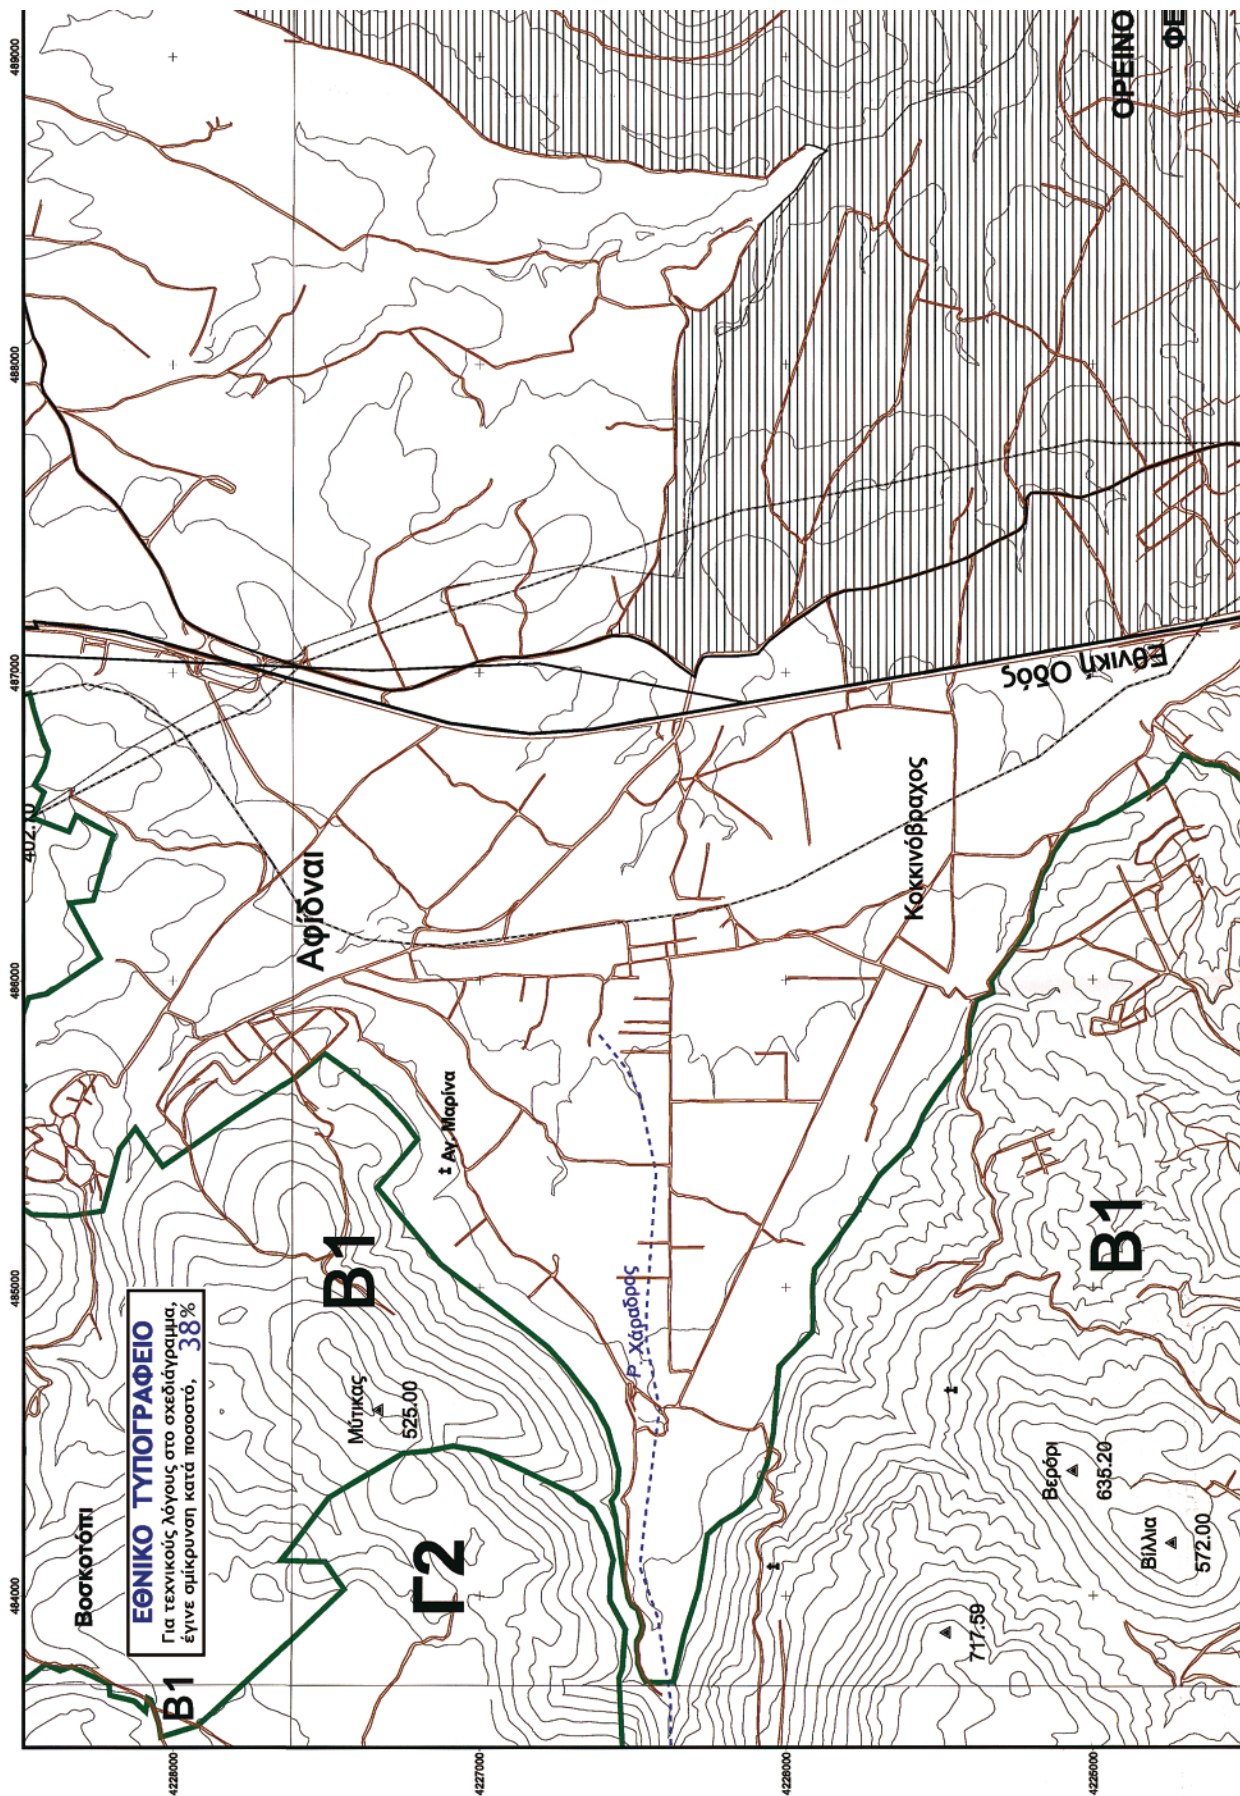 489000
488000
487000
486000
485000
484000
4228000
4227000
4226000
4225000
ΟΡΕΙΝΟ
ΦΕ
Εθνική Οδός
Αφίδναι
Κοκκινόβραχος
Αγ. Μαρίνα
Β1
Β1
Ρ. Χάραδρος
ΕΘΝΙΚΟ ΤΥΠΟΓΡΑΦΕΙΟ
Για τεχνικούς λόγους στο σχεδιάγραμμα,
έγινε σμίκρυνση κατά ποσοστό, 38%
Μύτικας
525.00
Βοσκοτόπι
Γ2
Β1
Βερόρι
635.20
Βίλλια
572.00
717.59